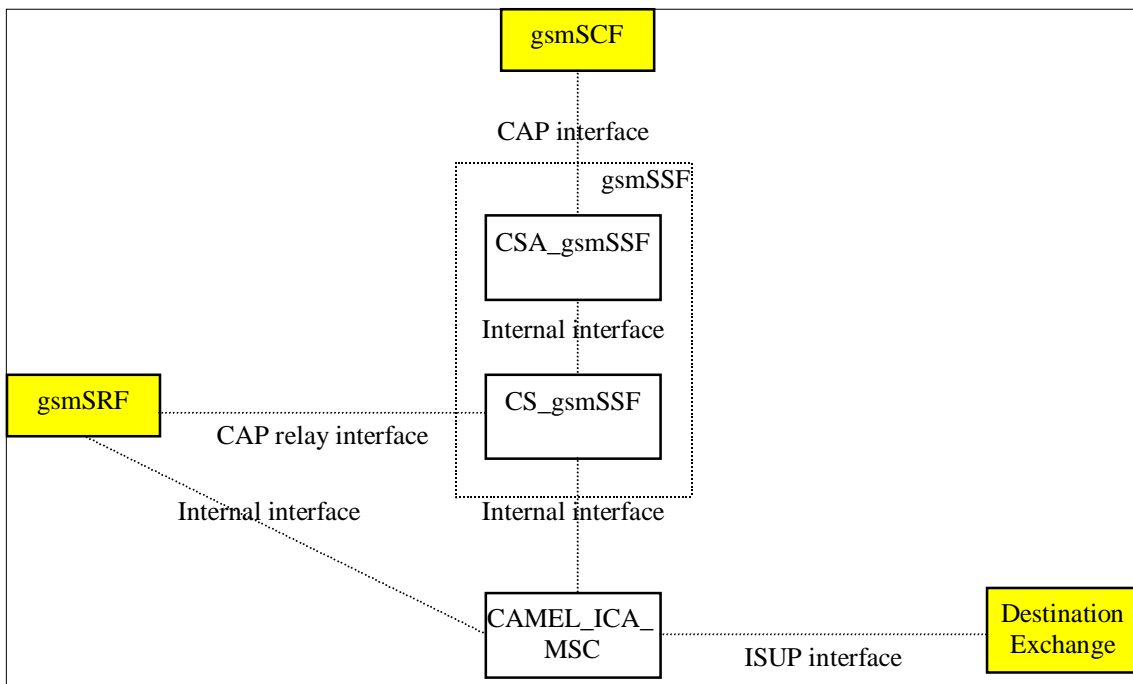 gsmSCF
CAP interface
gsmSSF
CSA_gsmSSF
Internal interface
gsmSRF
CS_gsmSSF
CAP relay interface
Internal interface
Internal interface
CAMEL_ICA_
MSC
Destination
Exchange
ISUP interface